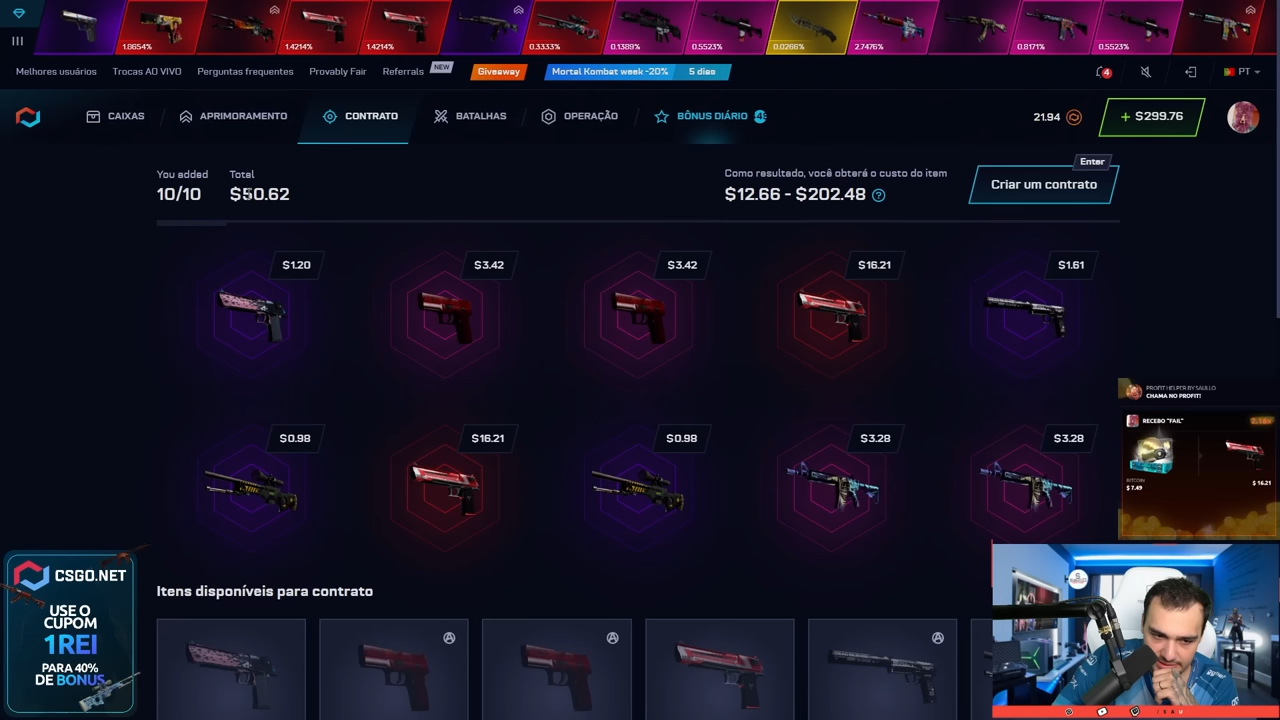 1.8654%
1.4214%
1.4214%
0.3333%
0.1389%
0.5523%
0.0266%
2.7476%
0.8171%
0.5523%
Melhores usuários
Trocas AO VIVO
Perguntas frequentes
Provably Fair
Referrals
NEW
Giveaway
Mortal Kombat week -20%
5 dias
4
PT
CAIXAS
APRIMORAMENTO
CONTRATO
BATALHAS
OPERAÇÃO
BÔNUS DIÁRIO
21.94
+ $299.76
You added
10/10
Total
$50.62
Como resultado, você obterá o custo do item
$12.66 - $202.48
?
Enter
Criar um contrato
$1.20
$3.42
$3.42
$16.21
$1.61
$0.98
$16.21
$0.98
$3.28
$3.28
PROFIT HELPER BY SAULLO
CHAMA NO PROFIT!
RECEBO "FAIL"
BITCOIN
$ 7.49
$ 16.21
CSGO.NET
USE O
CUPOM
1REI
PARA 40%
DE BONUS
Itens disponíveis para contrato